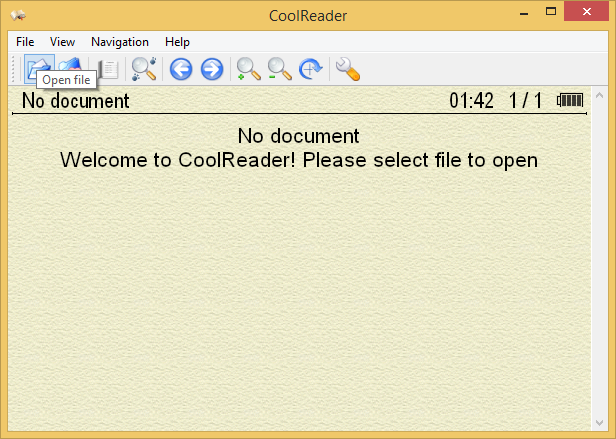 CoolReader
File View Navigation Help
Open file
No document 01:42 1 / 1
No document
Welcome to CoolReader! Please select file to open